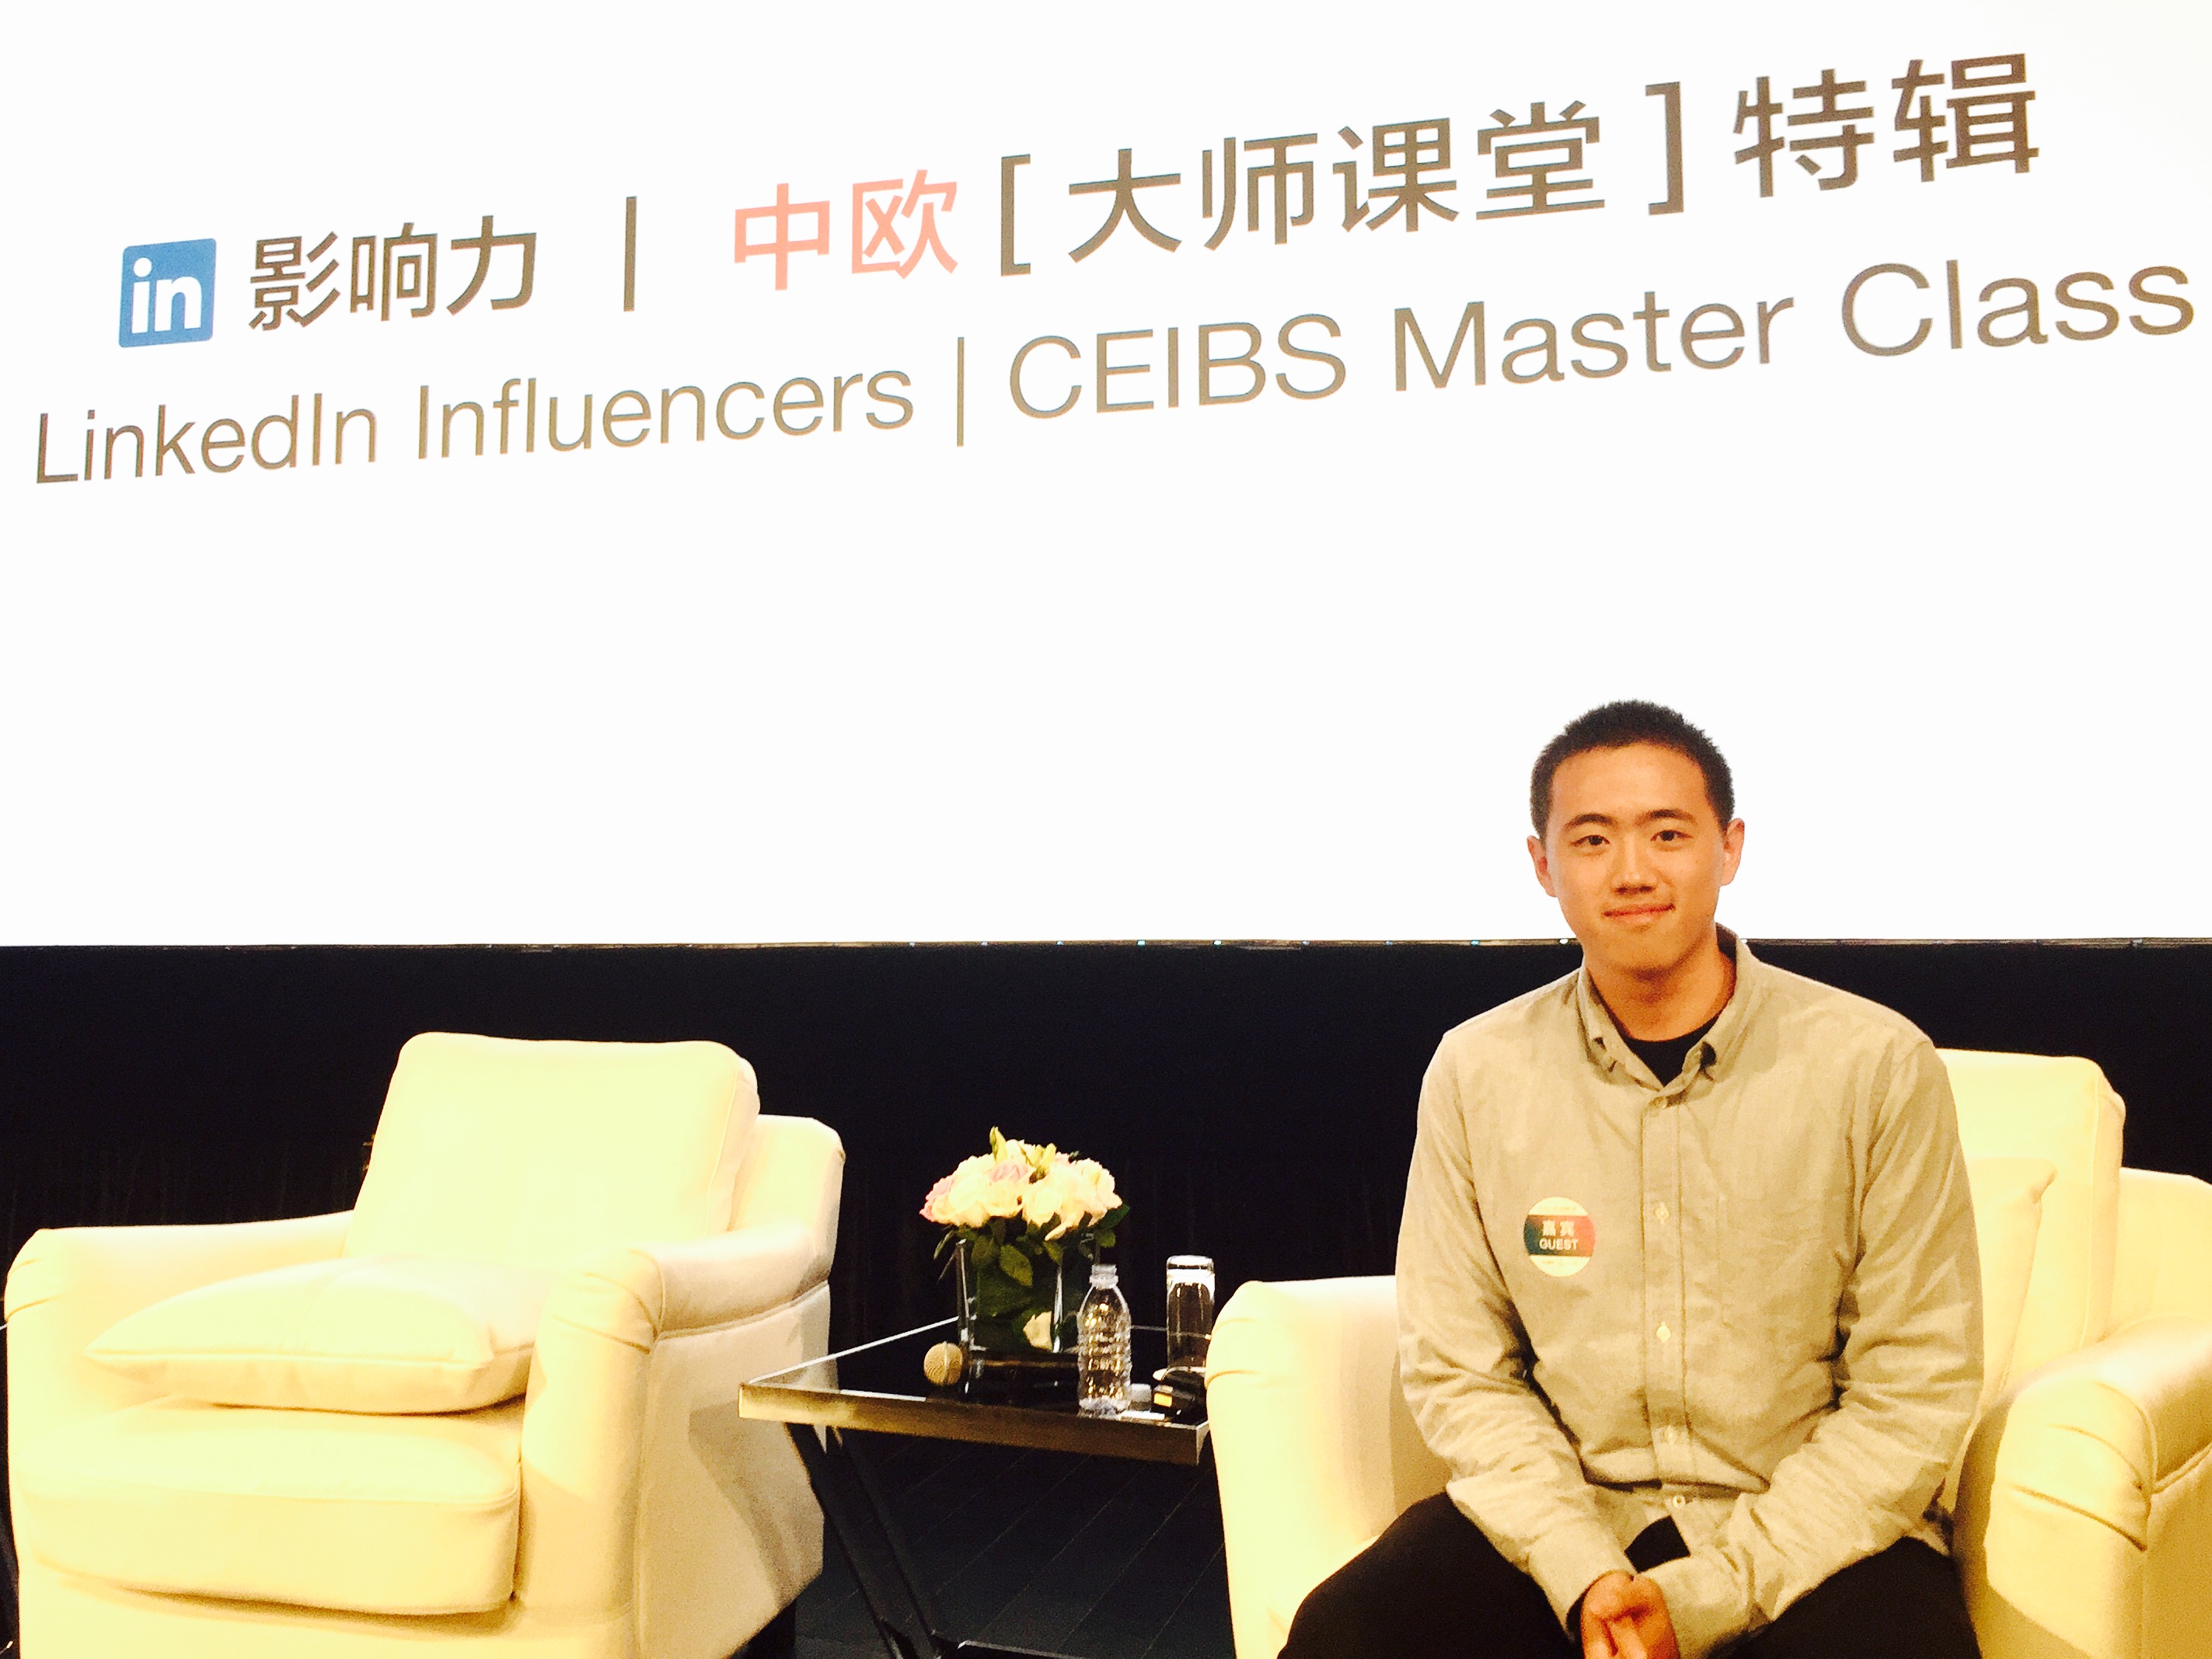 in 影响力 | 中欧 [大师课堂] 特辑
LinkedIn Influencers | CEIBS Master Class
嘉宾
GUEST